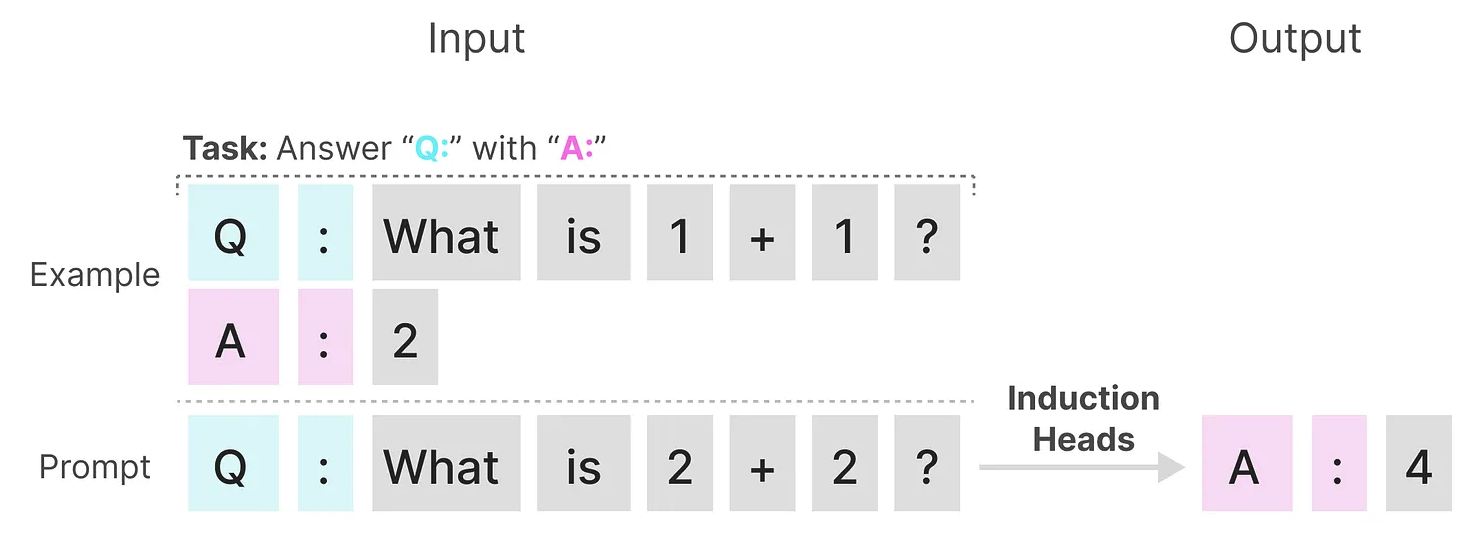 Input
Output
Task: Answer “Q:” with “A:”
Example
Q : What is 1 + 1 ?
A : 2
Prompt
Q : What is 2 + 2 ?
Induction
Heads
A : 4